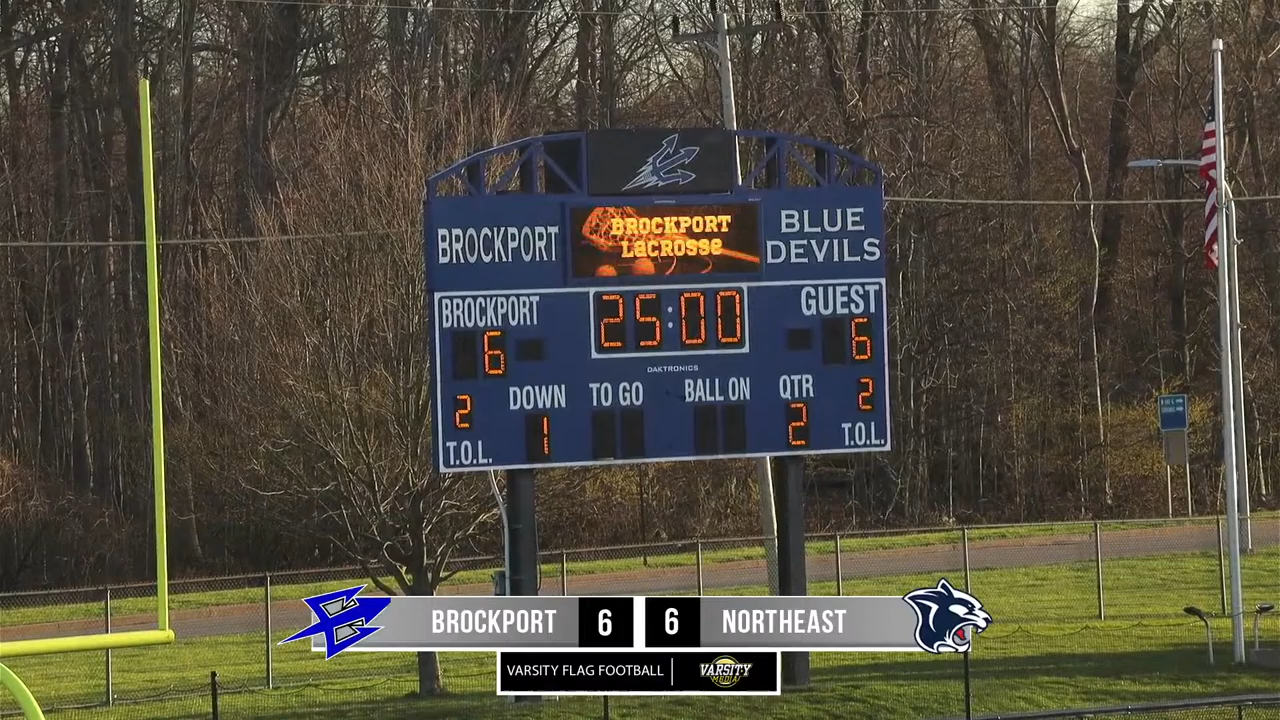 BROCKPORT
BROCKPORT
LACROSSE
BLUE
DEVILS
BROCKPORT
25:00
GUEST
6
6
DAKTRONICS
DOWN
TO GO
BALL ON
QTR
2
1
2
2
T.O.L.
T.O.L.
BROCKPORT 6 6 NORTHEAST
VARSITY FLAG FOOTBALL
VARSITY
MEDIA